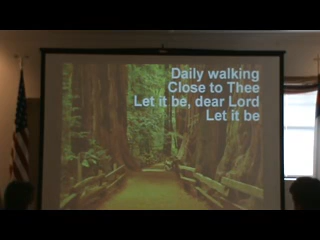 Daily walking
Close to Thee
Let it be, dear Lord
Let it be